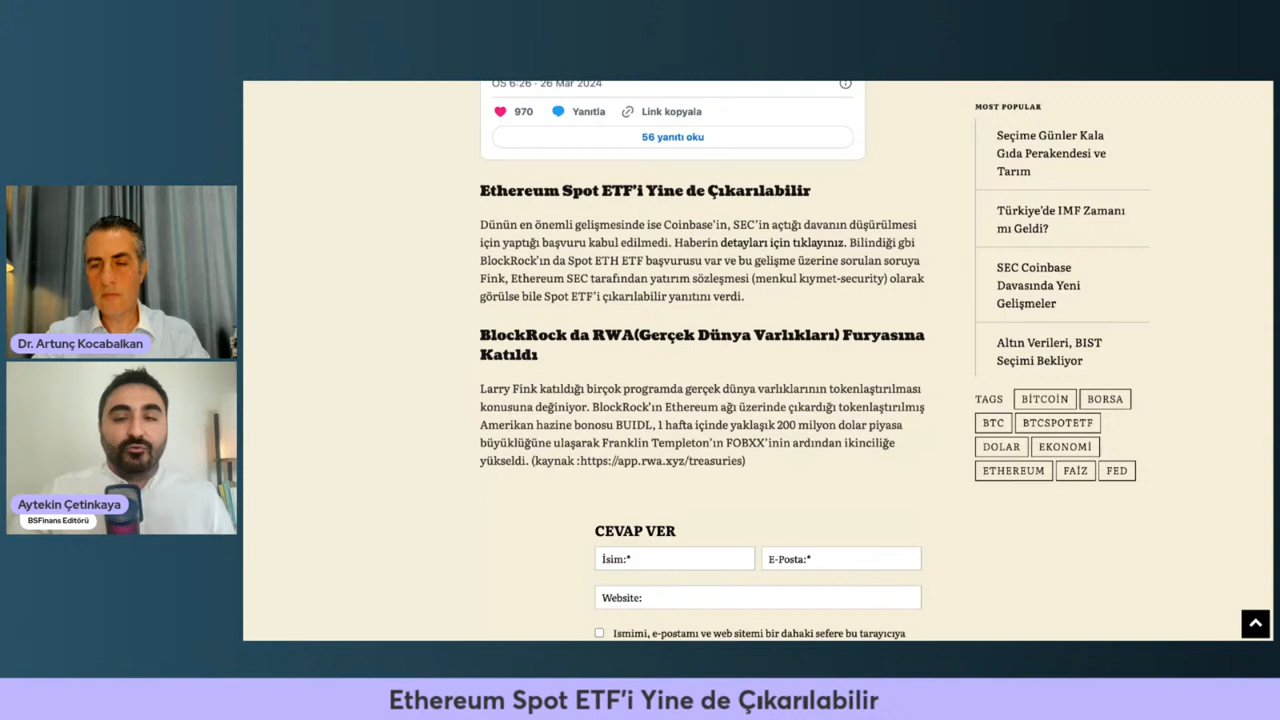 ÖS 6:26 · 26 Mar 2024
970 Yanıtla Link kopyala
56 yanıtı oku
Ethereum Spot ETF’i Yine de Çıkarılabilir
Dünün en önemli gelişmesinde ise Coinbase’in, SEC’in açtığı davanın düşürülmesi
için yaptığı başvuru kabul edilmedi. Haberin detayları için tıklayınız. Bilindiği gbi
BlockRock’ın da Spot ETH ETF başvurusu var ve bu gelişme üzerine sorulan soruya
Fink, Ethereum SEC tarafından yatırım sözleşmesi (menkul kıymet-security) olarak
görülse bile Spot ETF’i çıkarılabilir yanıtını verdi.
BlockRock da RWA(Gerçek Dünya Varlıkları) Furyasına
Katıldı
Larry Fink katıldığı birçok programda gerçek dünya varlıklarının tokenlaştırılması
konusuna değiniyor. BlockRock’ın Ethereum ağı üzerinde çıkardığı tokenlaştırılmış
Amerikan hazine bonosu BUIDL, 1 hafta içinde yaklaşık 200 milyon dolar piyasa
büyüklüğüne ulaşarak Franklin Templeton’ın FOBXX’inin ardından ikinciliğe
yükseldi. (kaynak :https://app.rwa.xyz/treasuries)
CEVAP VER
İsim:* E-Posta:*
Website:
Ismimi, e-postamı ve web sitemi bir dahaki sefere bu tarayıcıya
MOST POPULAR
Seçime Günler Kala
Gıda Perakendesi ve
Tarım
Türkiye’de IMF Zamanı
mı Geldi?
SEC Coinbase
Davasında Yeni
Gelişmeler
Altın Verileri, BIST
Seçimi Bekliyor
TAGS BİTCOİN BORSA
BTC BTCSPOTETF
DOLAR EKONOMİ
ETHEREUM FAİZ FED
Dr. Artunç Kocabalkan
Aytekin Çetinkaya
BSFinans Editörü
Ethereum Spot ETF’i Yine de Çıkarılabilir